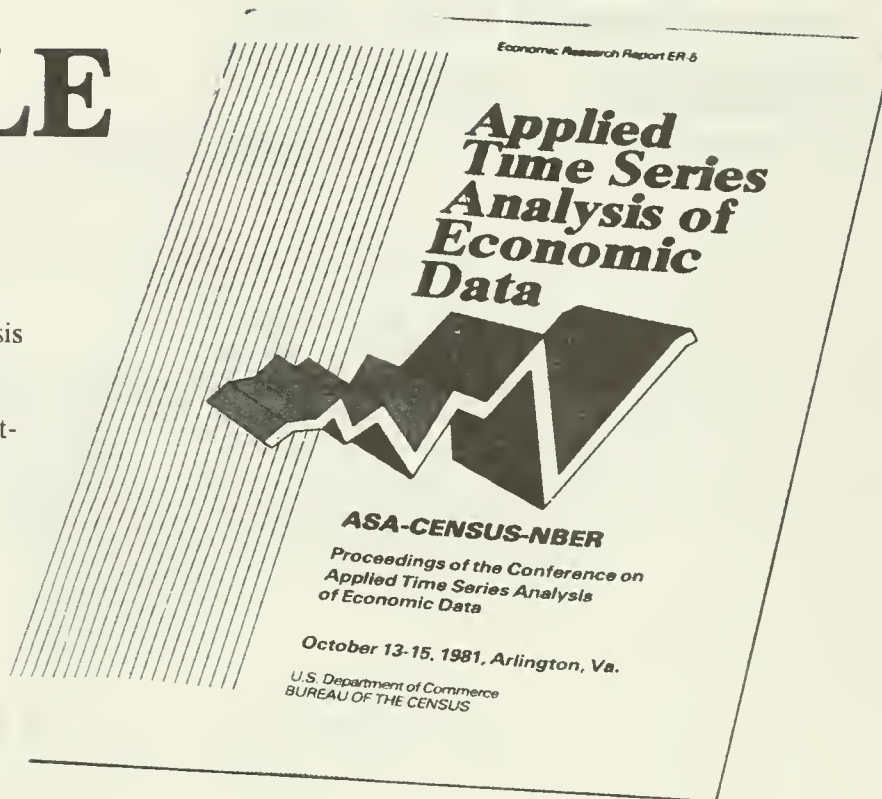 LE
sis
t-
Economic Research Report ER-5
Applied
Time Series
Analysis of
Economic
Data
ASA-CENSUS-NBER
Proceedings of the Conference on
Applied Time Series Analysis
of Economic Data
October 13-15, 1981, Arlington, Va.
U.S. Department of Commerce
BUREAU OF THE CENSUS